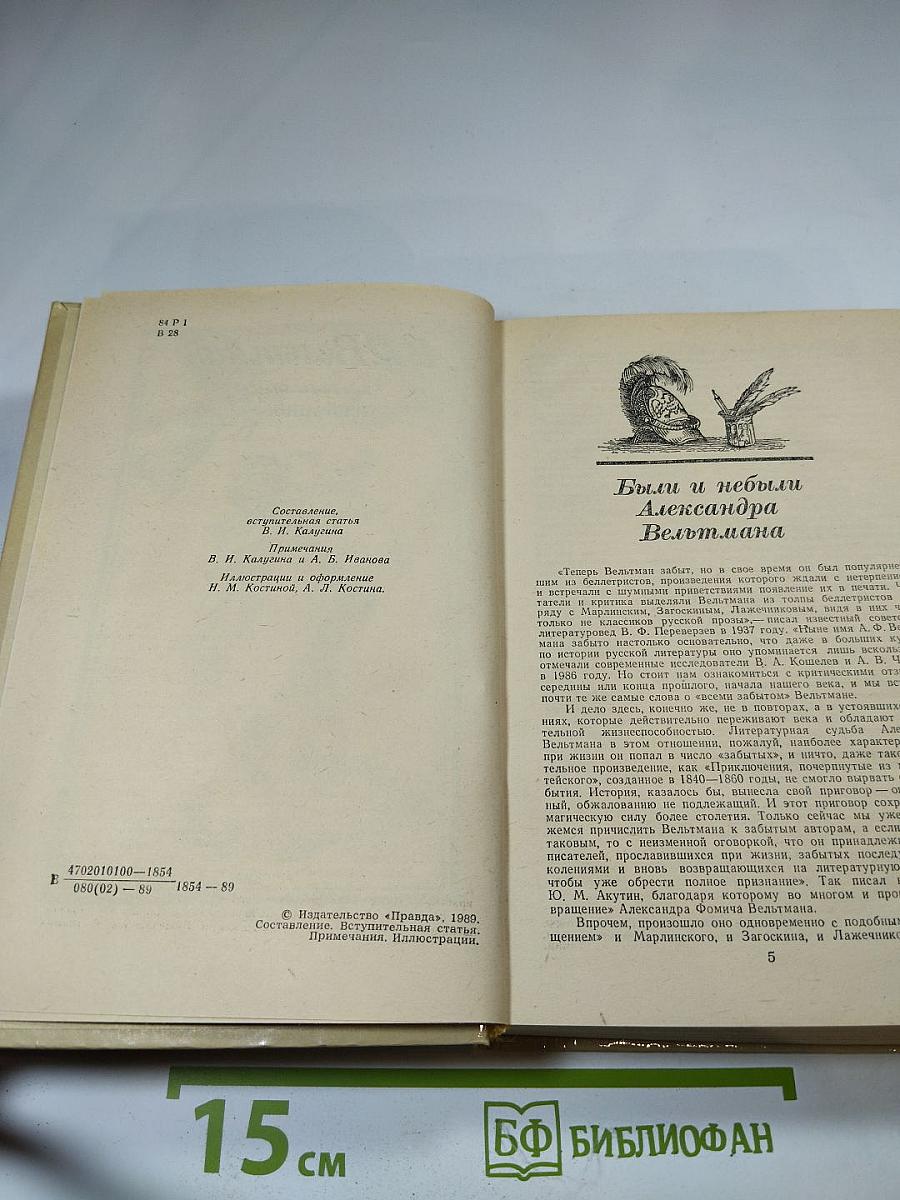 84 Р 1
В 28
Составление,
вступительная статья
В. И. Калугина
Примечания
В. И. Калугина и А. Б. Иванова
Иллюстрации и оформление
Н. М. Костиной, А. Л. Костина.
В 4702010100—1854
080(02) — 89 1854 — 89
© Издательство «Правда», 1989.
Составление. Вступительная статья.
Примечания. Иллюстрации.
Были и небыли
Александра
Вельтмана
«Теперь Вельтман забыт, но в свое время он был популярне
шим из беллетристов, произведения которого ждали с нетерпение
и встречали с шумными приветствиями появление их в печати.
татели и критика выделяли Вельтмана из толпы беллетристов
ряду с Марлинским, Загоскиным, Лажечниковым, видя в них ч
только не классиков русской прозы»,— писал известный совет
литературовед В. Ф. Переверзев в 1937 году. «Ныне имя А. Ф. Ве
мана забыто настолько основательно, что даже в больших ку
по истории русской литературы оно упоминается лишь вскольз
отмечали современные исследователи В. А. Кошелев и А. В. Ч
в 1986 году. Но стоит нам ознакомиться с критическими отз
середины или конца прошлого, начала нашего века, и мы вс
почти те же самые слова о «всеми забытом» Вельтмане.
И дело здесь, конечно же, не в повторах, а в устоявшихс
ниях, которые действительно переживают века и обладают
тельной жизнеспособностью. Литературная судьба Але
Вельтмана в этом отношении, пожалуй, наиболее характер
при жизни он попал в число «забытых», и ничто, даже тако
тельное произведение, как «Приключения, почерпнутые из
тейского», созданное в 1840—1860 годы, не смогло вырвать
бытия. История, казалось бы, вынесла свой приговор — ок
ный, обжалованию не подлежащий. И этот приговор сохр
магическую силу более столетия. Только сейчас мы уже
жемся причислить Вельтмана к забытым авторам, а если
таковым, то с неизменной оговоркой, что он принадлежи
писателей, прославившихся при жизни, забытых последу
колениями и вновь возвращающихся на литературную
чтобы уже обрести полное признание». Так писал
Ю. М. Акутин, благодаря которому во многом и прои
вращение» Александра Фомича Вельтмана.
Впрочем, произошло оно одновременно с подобным
щением» и Марлинского, и Загоскина, и Лажечнико
5
15 см
БФ БИБЛИОФАН